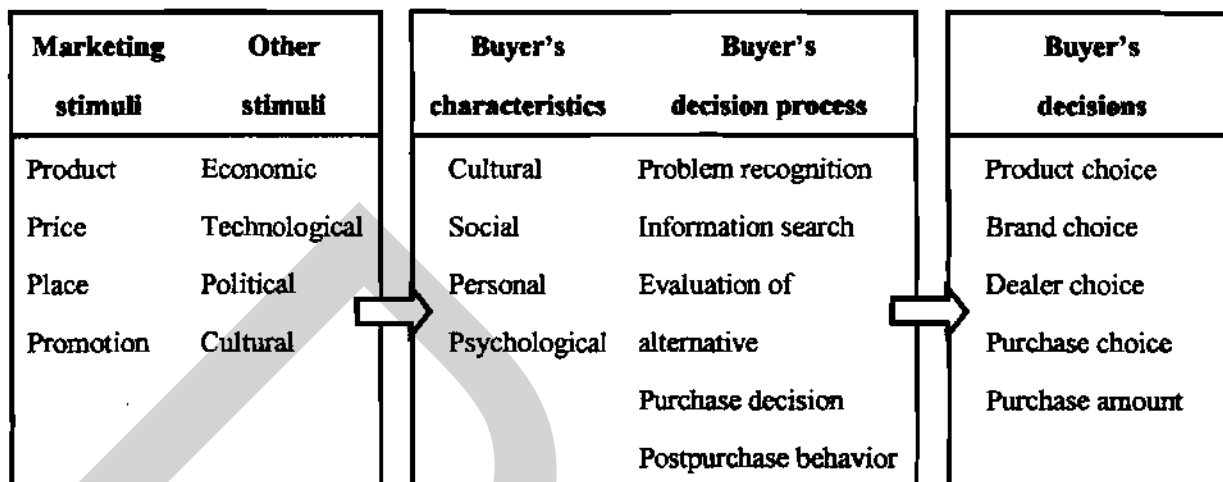 Marketing stimuli
Other stimuli
Product
Price
Place
Promotion
Economic
Technological
Political
Cultural
Buyer's characteristics
Buyer's decision process
Cultural
Social
Personal
Psychological
Problem recognition
Information search
Evaluation of
alternative
Purchase decision
Postpurchase behavior
Buyer's decisions
Product choice
Brand choice
Dealer choice
Purchase choice
Purchase amount